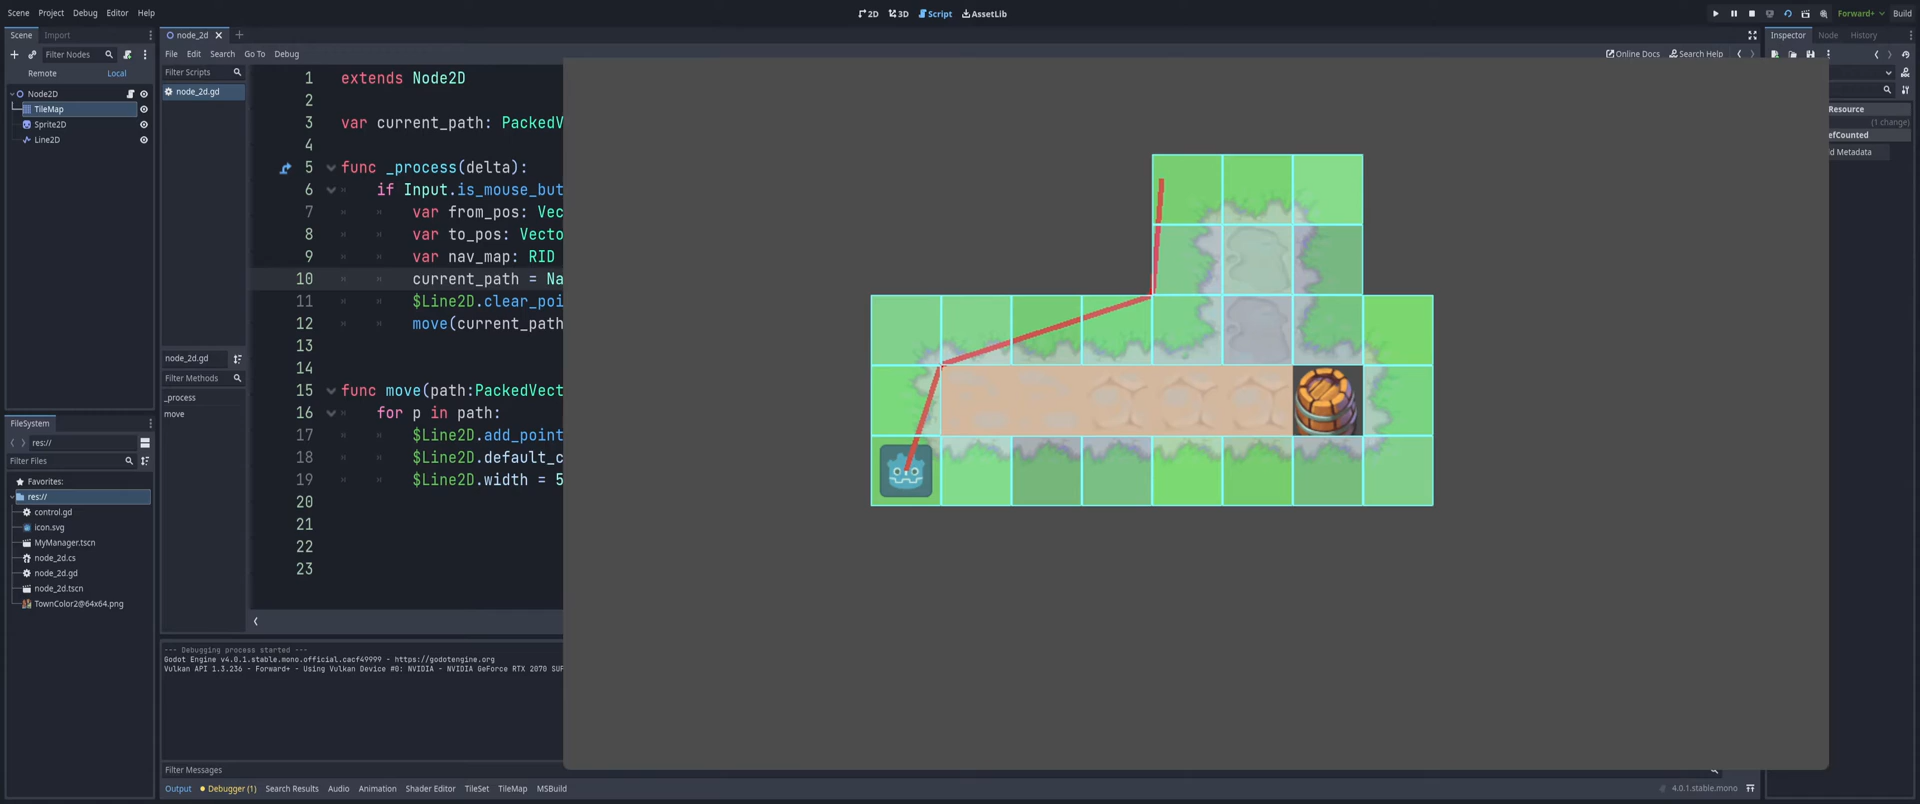 Scene Project Debug Editor Help
2D 3D Script AssetLib
Forward+ Build
Scene Import
Filter Nodes
Remote Local
Node2D
TileMap
Sprite2D
Line2D
FileSystem
res://
Filter Files
Favorites:
res://
control.gd
icon.svg
MyManager.tscn
node_2d.cs
node_2d.gd
node_2d.tscn
TownColor2@64x64.png
node_2d
File Edit Search Go To Debug
Online Docs Search Help
Filter Scripts
node_2d.gd
node_2d.gd
Filter Methods
_process
move
1 extends Node2D
2
3 var current_path: PackedV
4
5 func _process(delta):
6 if Input.is_mouse_but
7 var from_pos: Vec
8 var to_pos: Vecto
9 var nav_map: RID
10 current_path = Na
11 $Line2D.clear_poi
12 move(current_path
13
14
15 func move(path:PackedVect
16 for p in path:
17 $Line2D.add_point
18 $Line2D.default_c
19 $Line2D.width = 5
20
21
22
23
--- Debugging process started ---
Godot Engine v4.0.1.stable.mono.official.cacf49999 - https://godotengine.org
Vulkan API 1.3.236 - Forward+ - Using Vulkan Device #0: NVIDIA - NVIDIA GeForce RTX 2070 SUP
Filter Messages
Output Debugger (1) Search Results Audio Animation Shader Editor TileSet TileMap MSBuild
4.0.1.stable.mono
Inspector Node History
Resource
(1 change)
efCounted
d Metadata